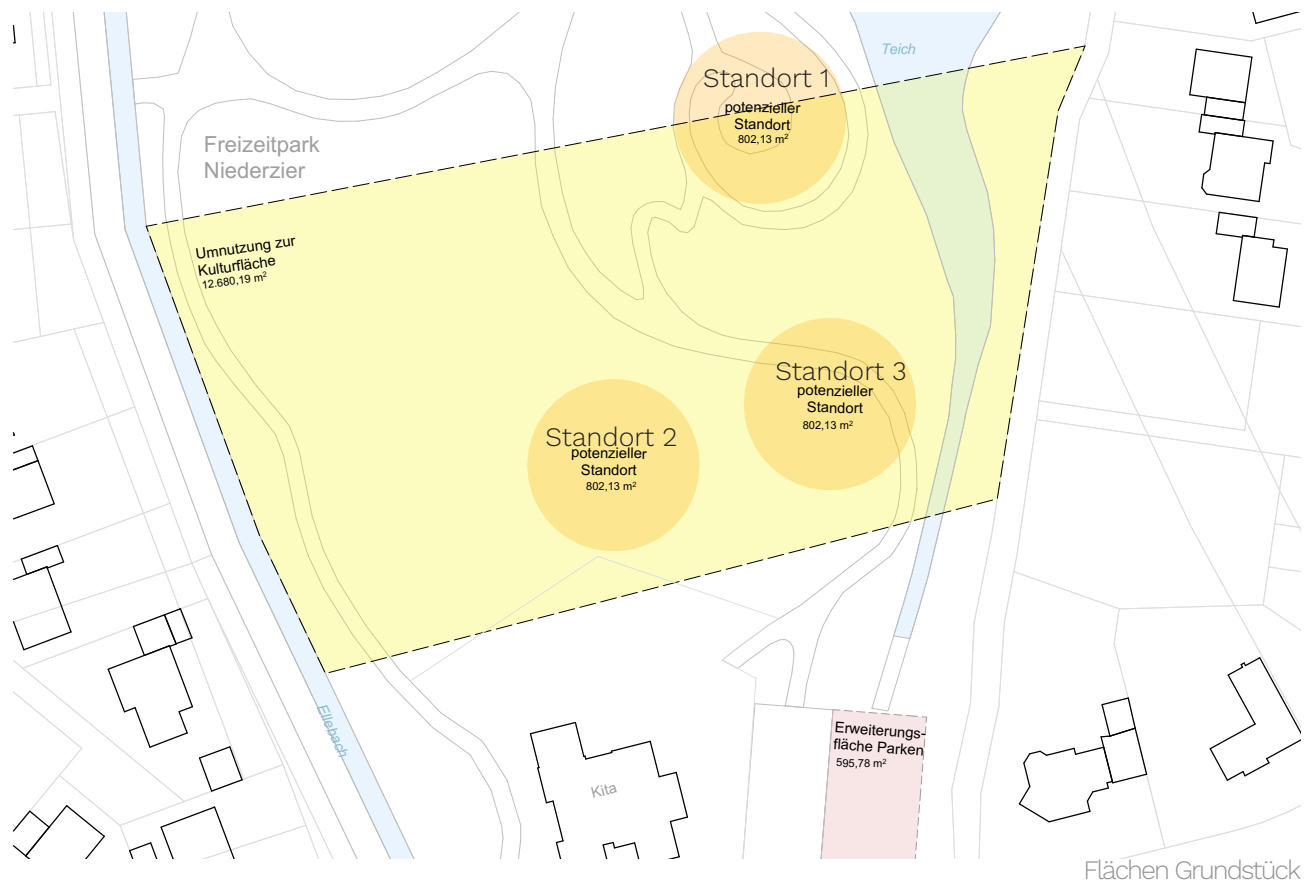 Teich
Standort 1
potenzieller
Standort
802,13 m²
Freizeitpark
Niederzier
Umnutzung zur
Kulturfläche
12.680,19 m²
Standort 3
potenzieller
Standort
802,13 m²
Standort 2
potenzieller
Standort
802,13 m²
Ellebach
Erweiterungs-
fläche Parken
595,78 m²
Kita
Flächen Grundstück